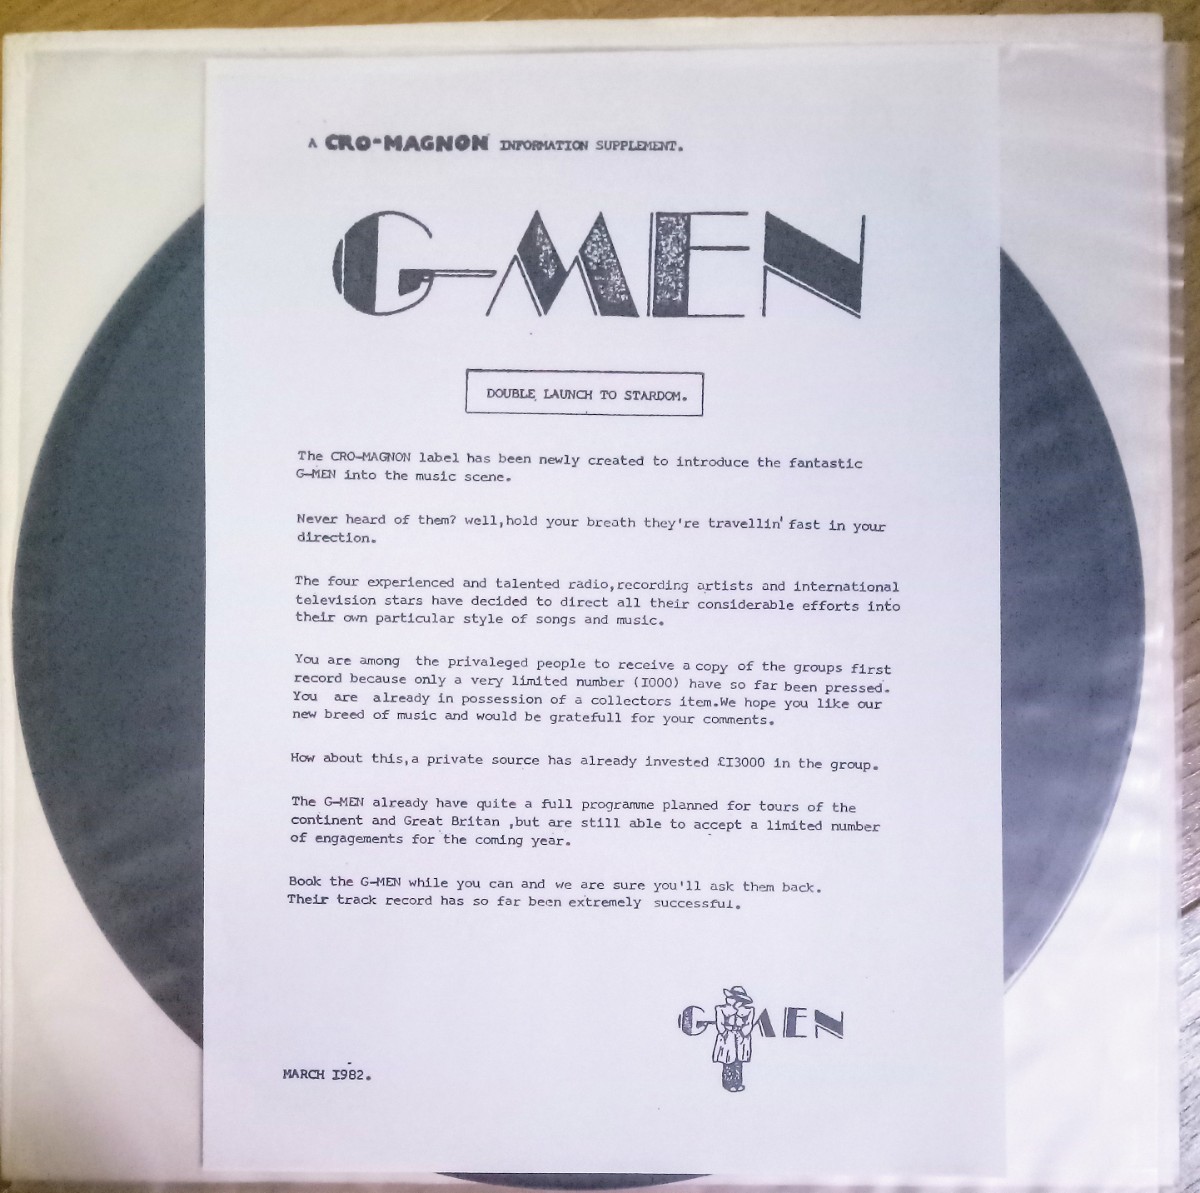 A CRO-MAGNON INFORMATION SUPPLEMENT.
G-MEN
DOUBLE LAUNCH TO STARDOM.
The CRO-MAGNON label has been newly created to introduce the fantastic
G-MEN into the music scene.
Never heard of them? well,hold your breath they're travellin' fast in your
direction.
The four experienced and talented radio,recording artists and international
television stars have decided to direct all their considerable efforts into
their own particular style of songs and music.
You are among the privaleged people to receive a copy of the groups first
record because only a very limited number (I000) have so far been pressed.
You are already in possession of a collectors item.We hope you like our
new breed of music and would be gratefull for your comments.
How about this,a private source has already invested £I3000 in the group.
The G-MEN already have quite a full programme planned for tours of the
continent and Great Britan ,but are still able to accept a limited number
of engagements for the coming year.
Book the G-MEN while you can and we are sure you'll ask them back.
Their track record has so far been extremely successful.
G-MEN
MARCH I982.